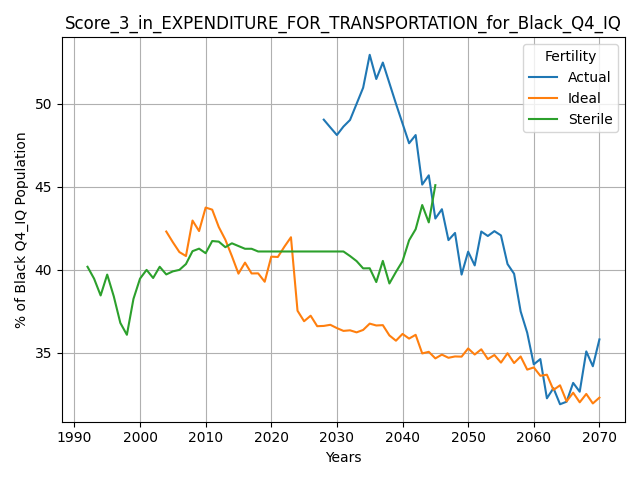 Score_3_in_EXPENDITURE_FOR_TRANSPORTATION_for_Black_Q4_IQ
Fertility
Actual
Ideal
Sterile
% of Black Q4_IQ Population
50
45
40
35
1990 2000 2010 2020 2030 2040 2050 2060 2070
Years